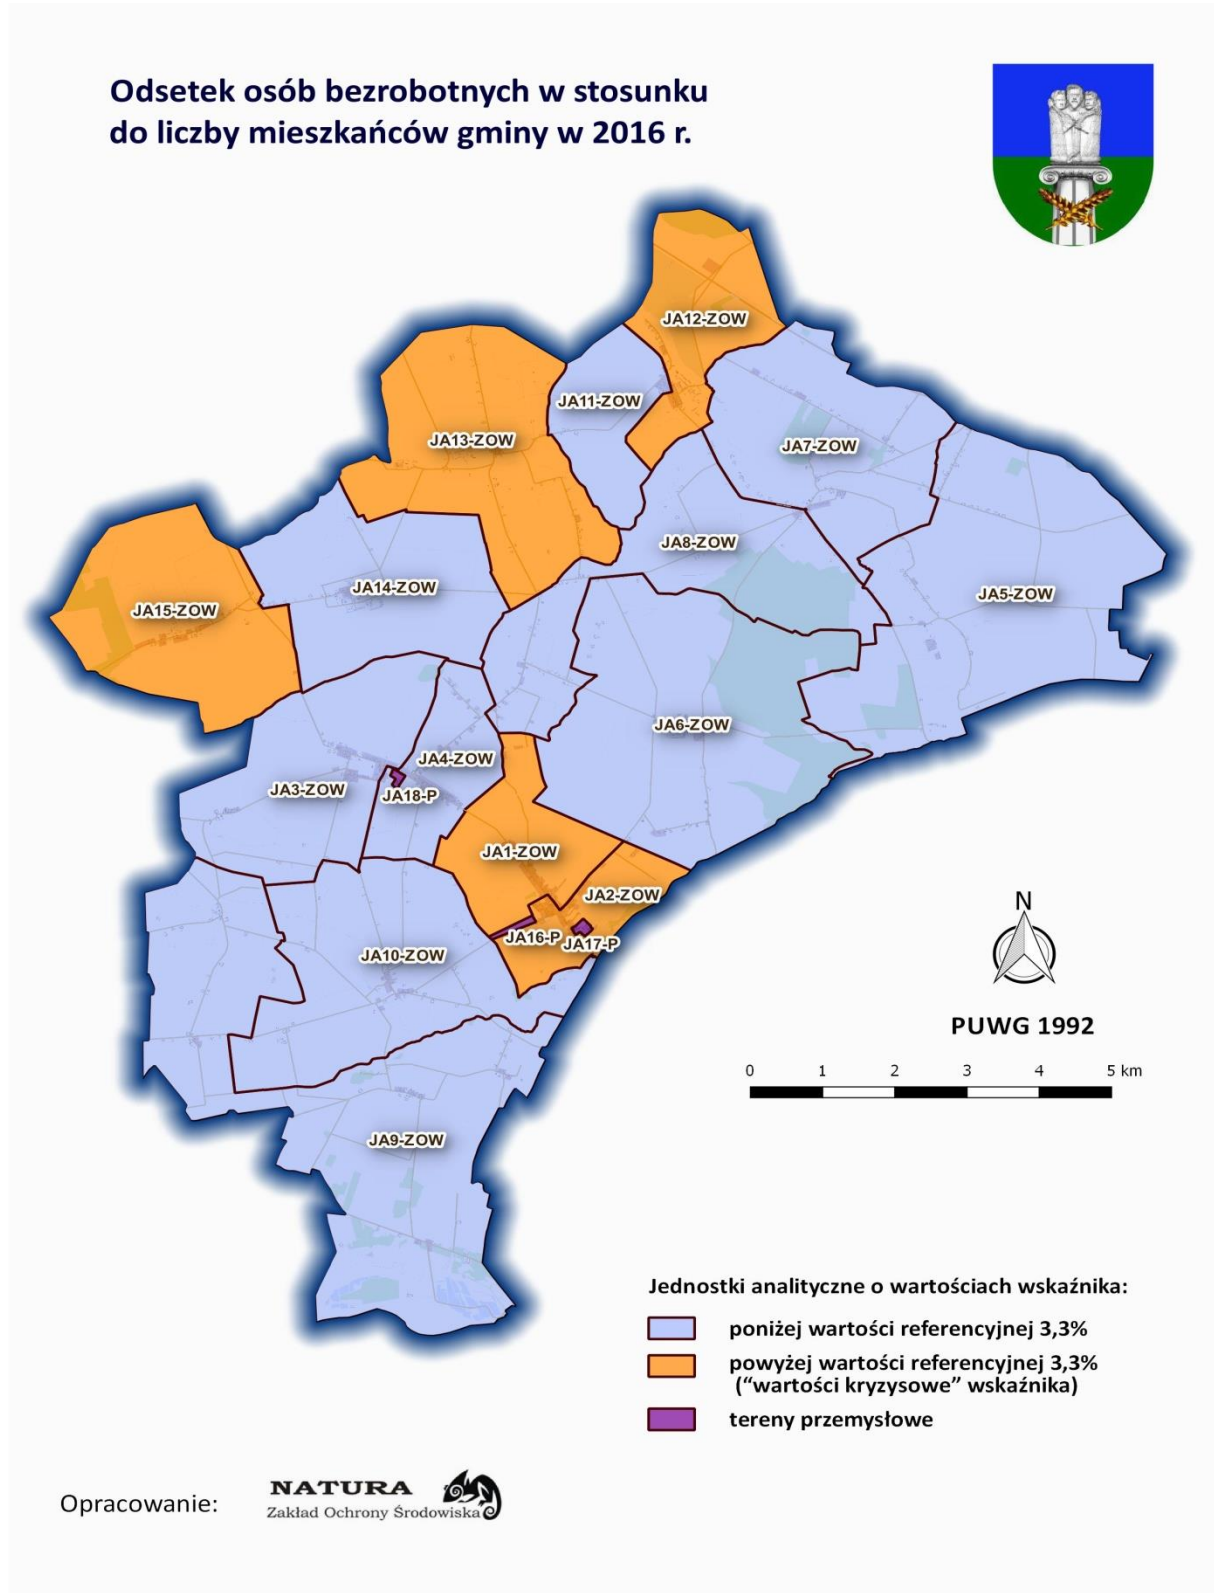 Odsetek osób bezrobotnych w stosunku
do liczby mieszkańców gminy w 2016 r.
JA12-ZOW
JA11-ZOW
JA13-ZOW
JA7-ZOW
JA8-ZOW
JA14-ZOW
JA5-ZOW
JA15-ZOW
JA6-ZOW
JA4-ZOW
JA3-ZOW
JA18-P
JA1-ZOW
JA2-ZOW
JA16-P
JA17-P
JA10-ZOW
JA9-ZOW
N
PUWG 1992
0 1 2 3 4 5 km
Jednostki analityczne o wartościach wskaźnika:
poniżej wartości referencyjnej 3,3%
powyżej wartości referencyjnej 3,3%
(“wartości kryzysowe” wskaźnika)
tereny przemysłowe
Opracowanie:
NATURA
Zakład Ochrony Środowiska